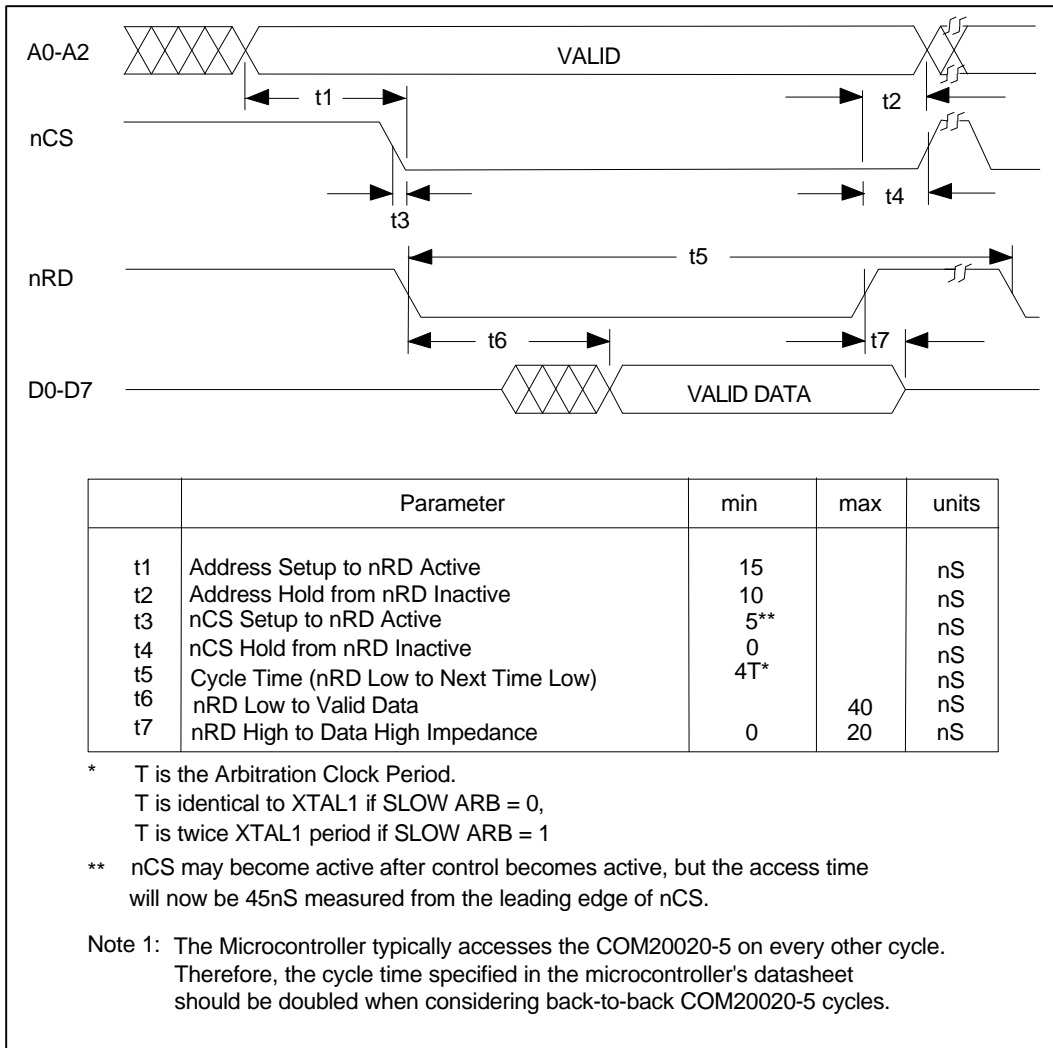 A0-A2
VALID
t1
t2
nCS
t3
t4
t5
nRD
t6
t7
D0-D7
VALID DATA
Parameter min max units
t1 Address Setup to nRD Active 15 nS
t2 Address Hold from nRD Inactive 10 nS
t3 nCS Setup to nRD Active 5** nS
t4 nCS Hold from nRD Inactive 0 nS
t5 Cycle Time (nRD Low to Next Time Low) 4T* nS
t6 nRD Low to Valid Data 40 nS
t7 nRD High to Data High Impedance 0 20 nS
* T is the Arbitration Clock Period.
T is identical to XTAL1 if SLOW ARB = 0,
T is twice XTAL1 period if SLOW ARB = 1
** nCS may become active after control becomes active, but the access time
will now be 45nS measured from the leading edge of nCS.
Note 1: The Microcontroller typically accesses the COM20020-5 on every other cycle.
Therefore, the cycle time specified in the microcontroller's datasheet
should be doubled when considering back-to-back COM20020-5 cycles.